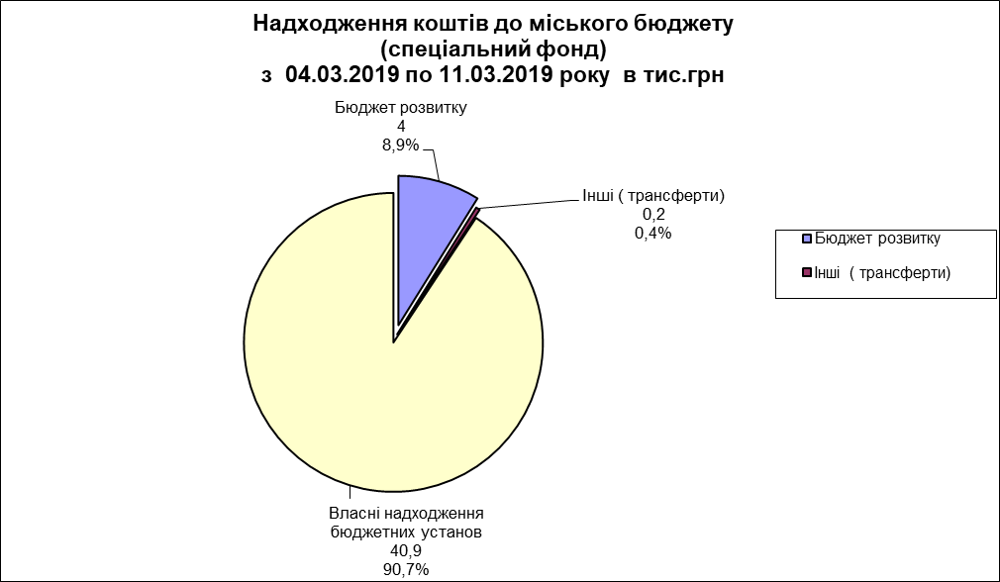 Надходження коштів до міського бюджету
(спеціальний фонд)
з 04.03.2019 по 11.03.2019 року в тис.грн
Бюджет розвитку
4
8,9%
Інші ( трансферти)
0,2
0,4%
Бюджет розвитку
Інші ( трансферти)
Власні надходження
бюджетних установ
40,9
90,7%